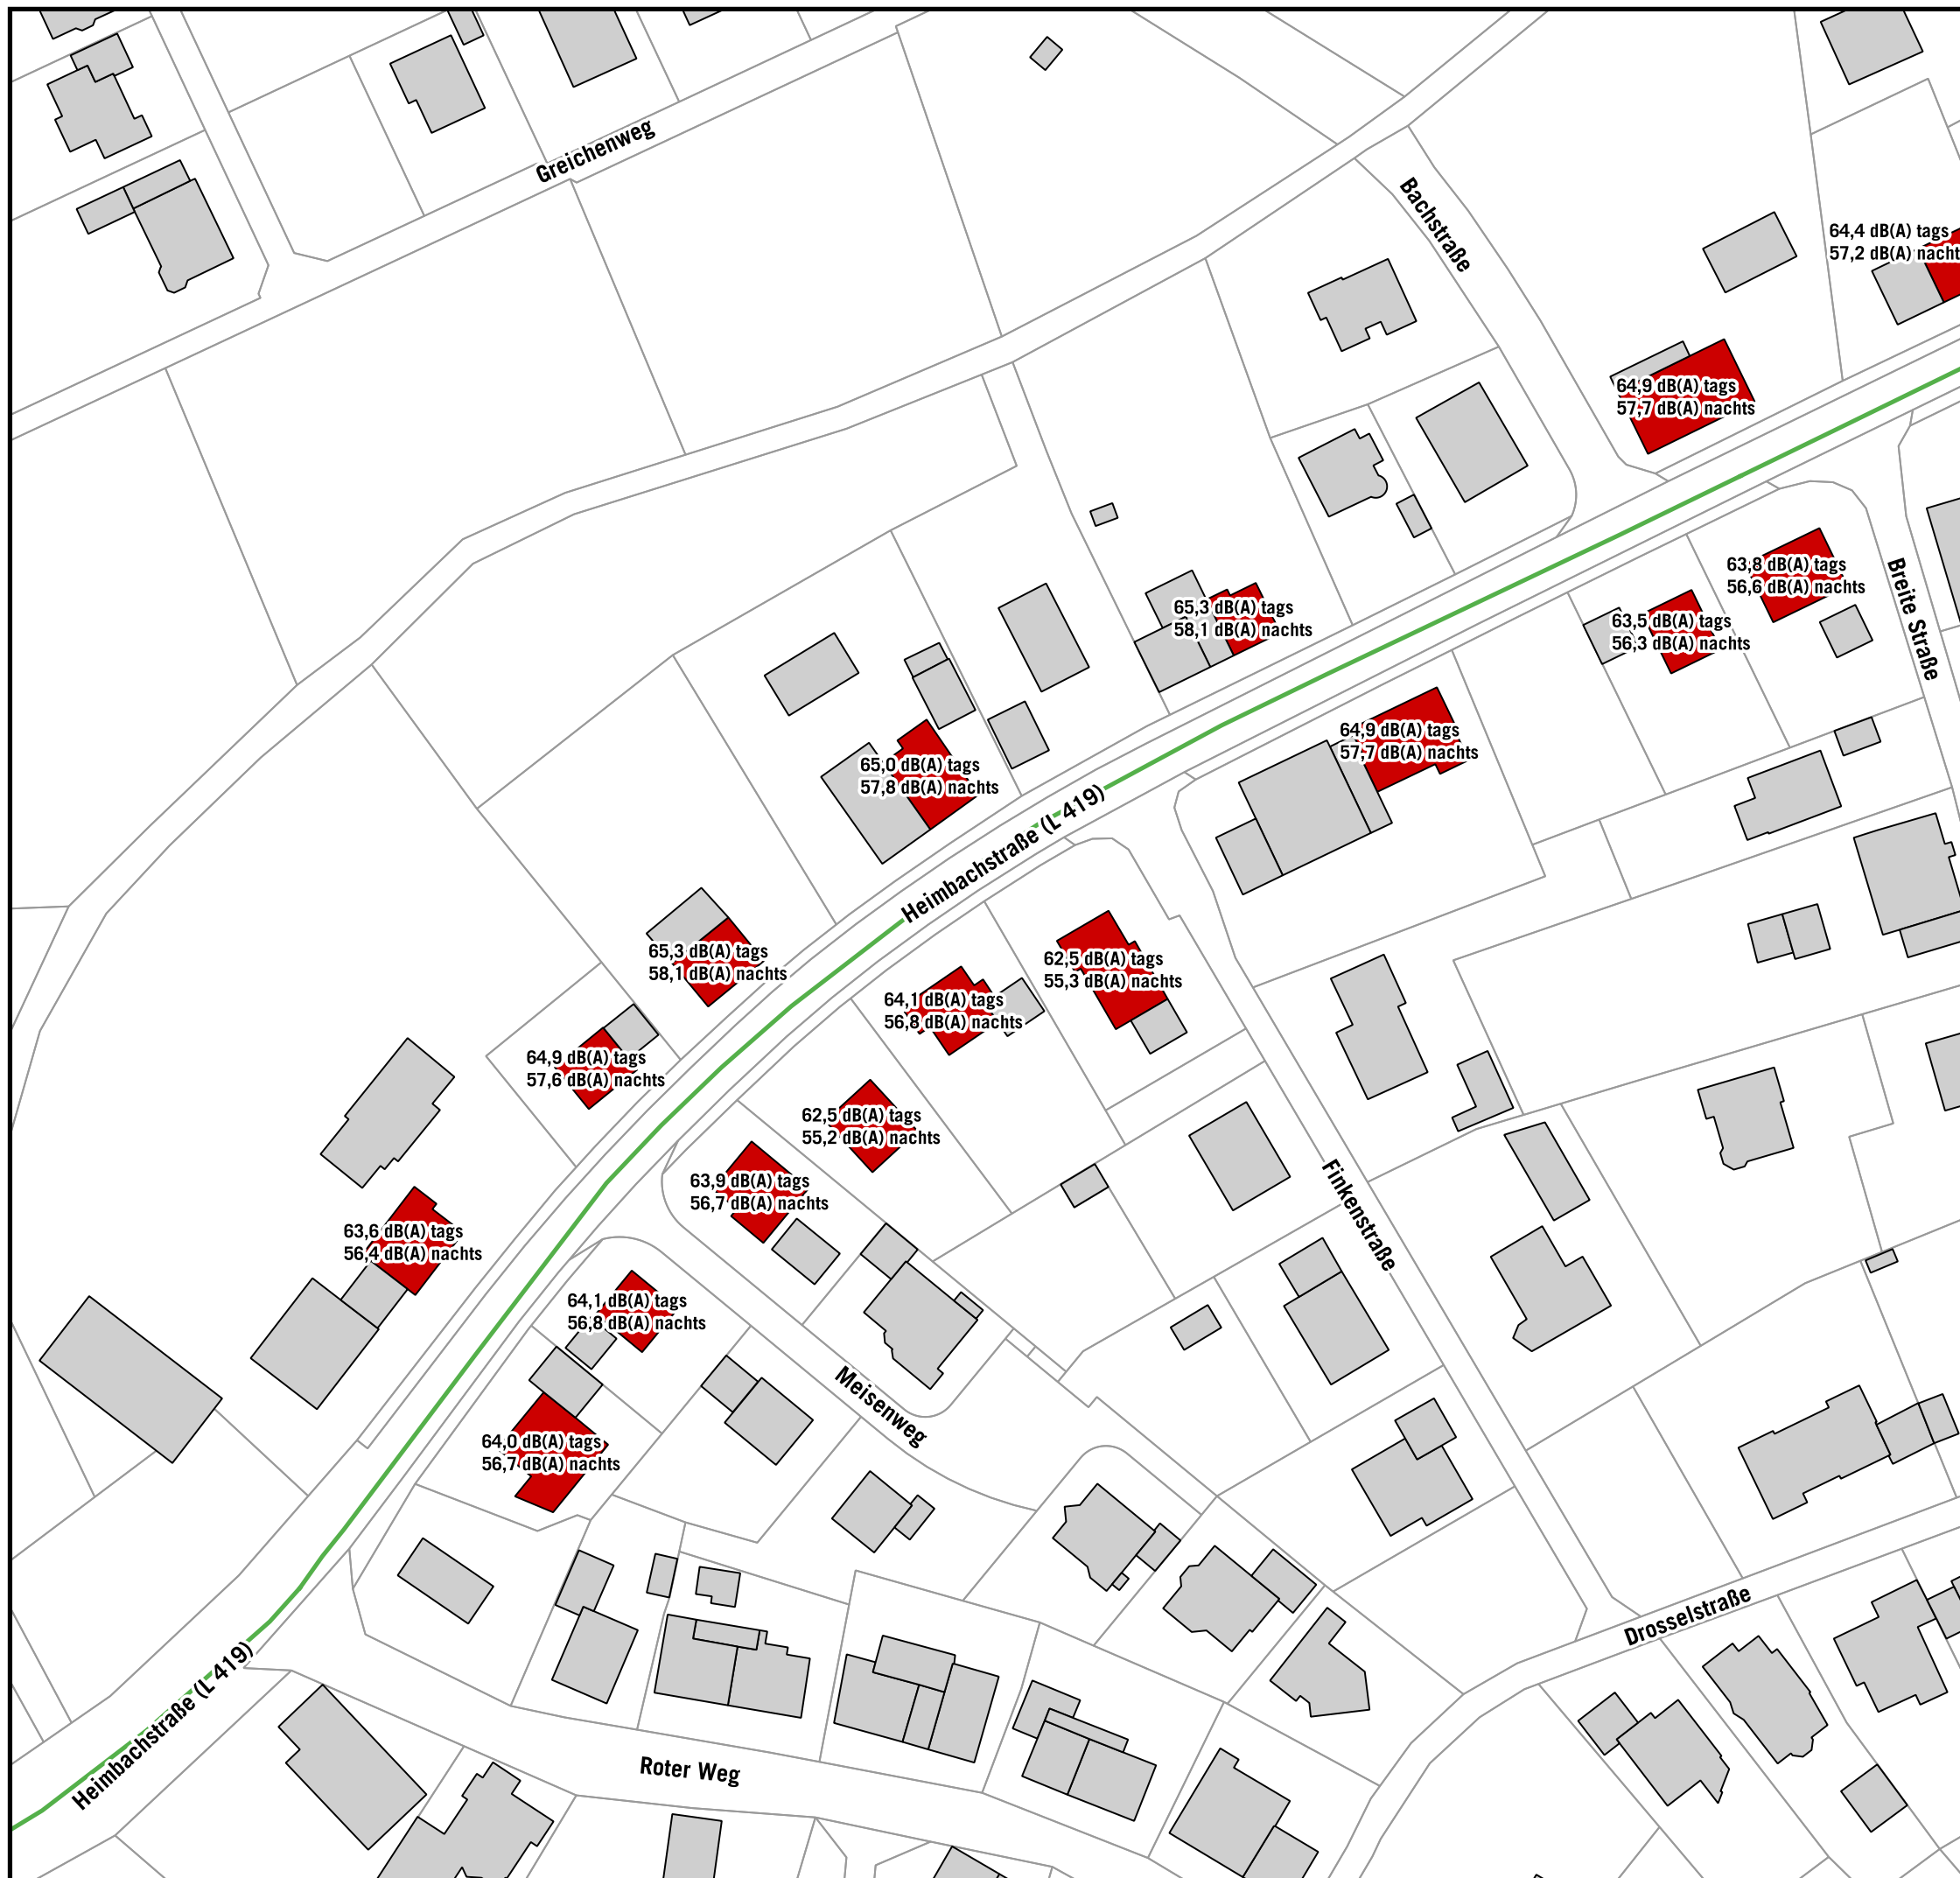 Greichenweg
Bachstraße
64,4 dB(A) tags
57,2 dB(A) nacht
64,9 dB(A) tags
57,7 dB(A) nachts
63,8 dB(A) tags
56,6 dB(A) nachts
Breite Straße
65,3 dB(A) tags
58,1 dB(A) nachts
63,5 dB(A) tags
56,3 dB(A) nachts
64,9 dB(A) tags
57,7 dB(A) nachts
65,0 dB(A) tags
57,8 dB(A) nachts
Heimbachstraße (L 419)
65,3 dB(A) tags
58,1 dB(A) nachts
62,5 dB(A) tags
55,3 dB(A) nachts
64,1 dB(A) tags
56,8 dB(A) nachts
64,9 dB(A) tags
57,6 dB(A) nachts
62,5 dB(A) tags
55,2 dB(A) nachts
63,9 dB(A) tags
56,7 dB(A) nachts
Finkenstraße
63,6 dB(A) tags
56,4 dB(A) nachts
64,1 dB(A) tags
56,8 dB(A) nachts
Meisenweg
64,0 dB(A) tags
56,7 dB(A) nachts
Drosselstraße
Heimbachstraße (L 419)
Roter Weg